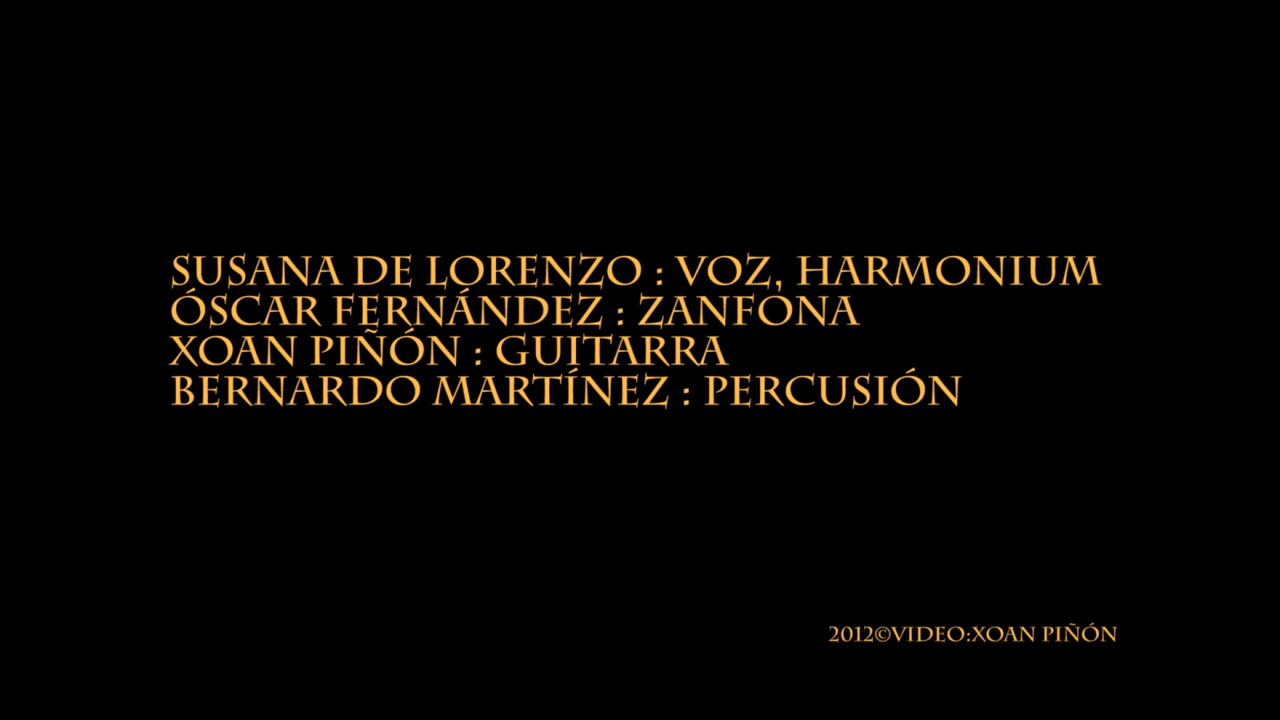 SUSANA DE LORENZO : VOZ, HARMONIUM
ÓSCAR FERNÁNDEZ : ZANFONA
XOAN PIÑÓN : GUITARRA
BERNARDO MARTÍNEZ : PERCUSIÓN
2012©VIDEO:XOAN PIÑÓN